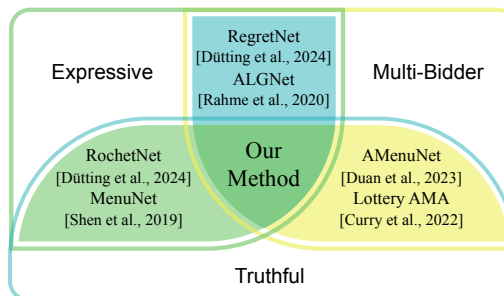 RegretNet
[Dütting et al., 2024]
ALGNet
[Rahme et al., 2020]
Expressive
Multi-Bidder
RochetNet
[Dütting et al., 2024]
MenuNet
[Shen et al., 2019]
Our
Method
AMenuNet
[Duan et al., 2023]
Lottery AMA
[Curry et al., 2022]
Truthful